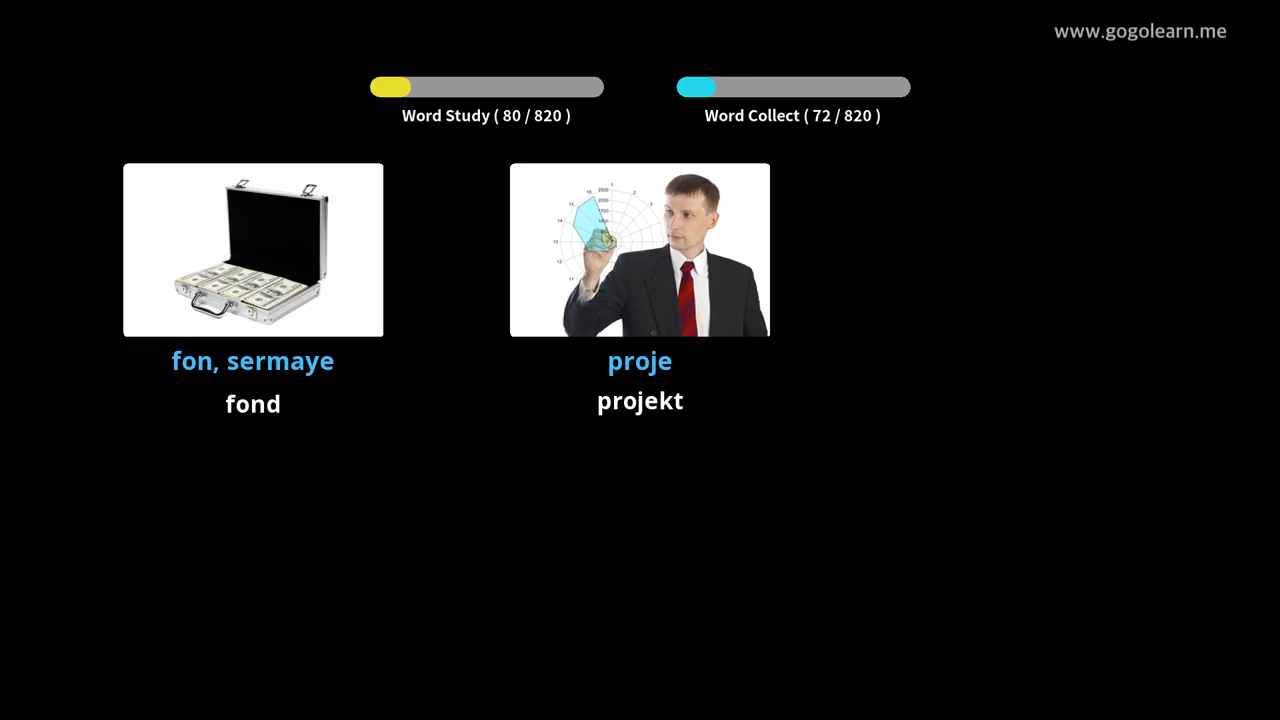 www.gogolearn.me
Word Study ( 80 / 820 )
Word Collect ( 72 / 820 )
fon, sermaye
proje
fond
projekt